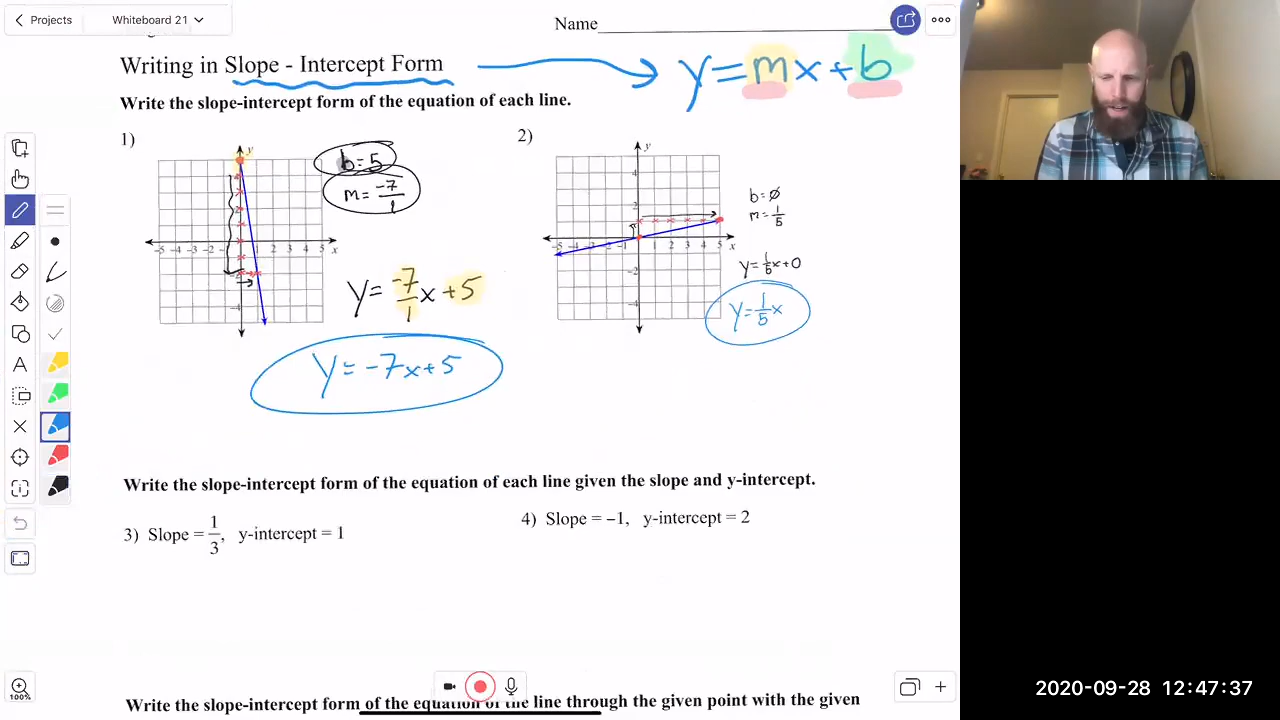 Projects
Whiteboard 21
Name
Writing in Slope - Intercept Form
y=mx+b
Write the slope-intercept form of the equation of each line.
1)
b=5
m=-7/1
y=-7/1x+5
y=-7x+5
2)
b=0
m=1/5
y=1/5x+0
y=1/5x
Write the slope-intercept form of the equation of each line given the slope and y-intercept.
3) Slope = 1/3, y-intercept = 1
4) Slope = –1, y-intercept = 2
100%
Write the slope-intercept form of the equation of the line through the given point with the given
2020-09-28 12:47:37